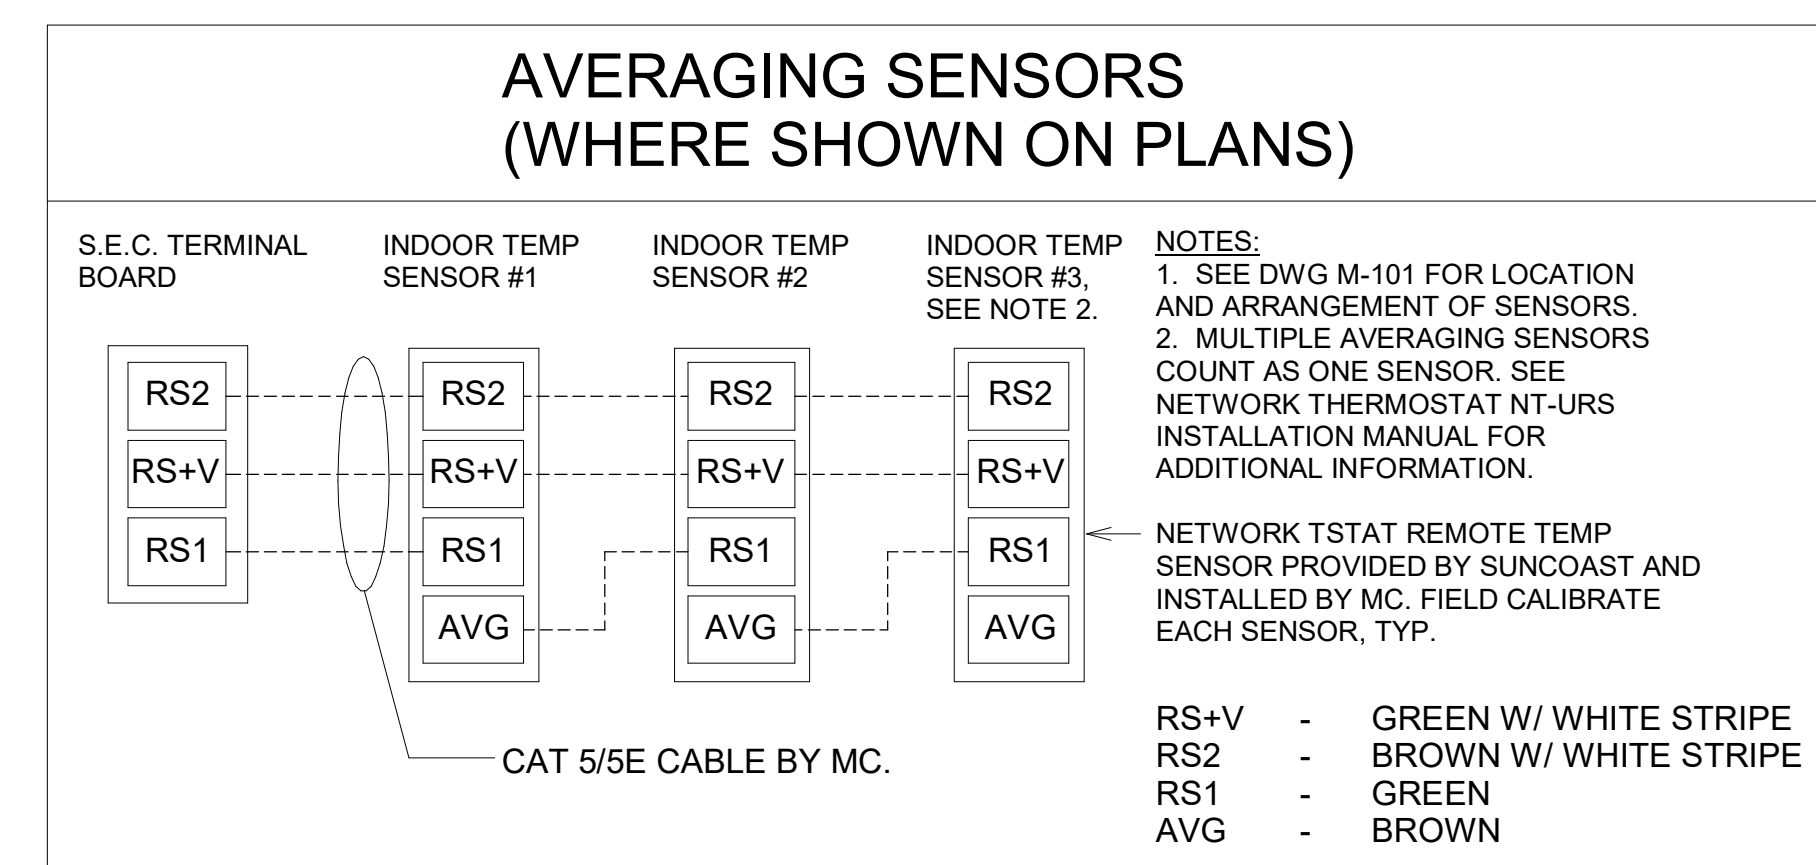 AVERAGING SENSORS
(WHERE SHOWN ON PLANS)
S.E.C. TERMINAL
BOARD
INDOOR TEMP
SENSOR #1
INDOOR TEMP
SENSOR #2
INDOOR TEMP
SENSOR #3,
SEE NOTE 2.
RS2
RS+V
RS1
RS2
RS+V
RS1
AVG
RS2
RS+V
RS1
AVG
RS2
RS+V
RS1
AVG
CAT 5/5E CABLE BY MC.
NOTES:
1. SEE DWG M-101 FOR LOCATION
AND ARRANGEMENT OF SENSORS.
2. MULTIPLE AVERAGING SENSORS
COUNT AS ONE SENSOR. SEE
NETWORK THERMOSTAT NT-URS
INSTALLATION MANUAL FOR
ADDITIONAL INFORMATION.
NETWORK TSTAT REMOTE TEMP
SENSOR PROVIDED BY SUNCOAST AND
INSTALLED BY MC. FIELD CALIBRATE
EACH SENSOR, TYP.
RS+V - GREEN W/ WHITE STRIPE
RS2 - BROWN W/ WHITE STRIPE
RS1 - GREEN
AVG - BROWN